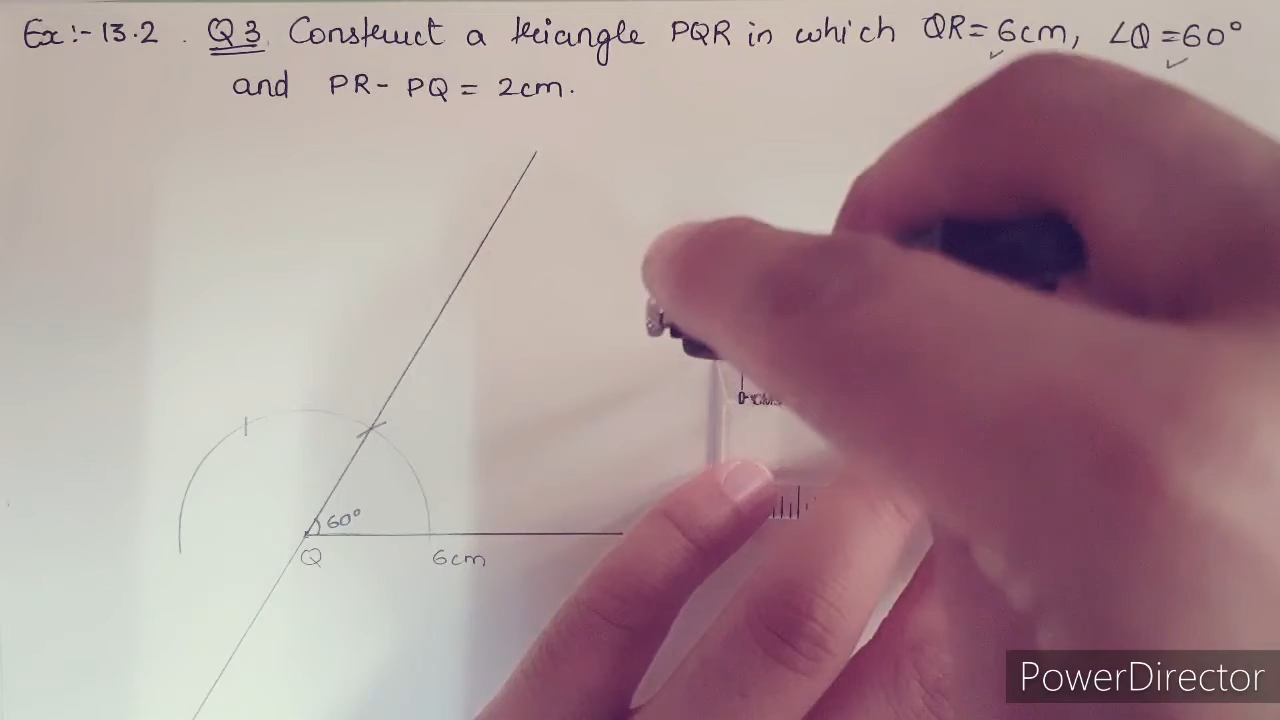 Ex:- 13.2 . Q3. Construct a triangle PQR in which QR = 6cm, ∠Q = 60°
and PR - PQ = 2cm.
60°
Q 6cm
PowerDirector